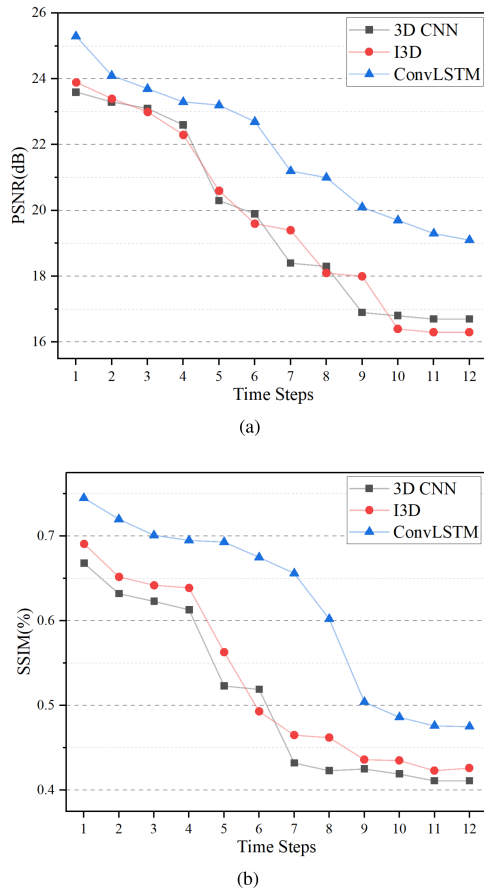 26
24
22
20
18
16
PSNR(dB)
3D CNN
I3D
ConvLSTM
1 2 3 4 5 6 7 8 9 10 11 12
Time Steps
(a)
0.7
0.6
0.5
0.4
SSIM(%)
3D CNN
I3D
ConvLSTM
1 2 3 4 5 6 7 8 9 10 11 12
Time Steps
(b)